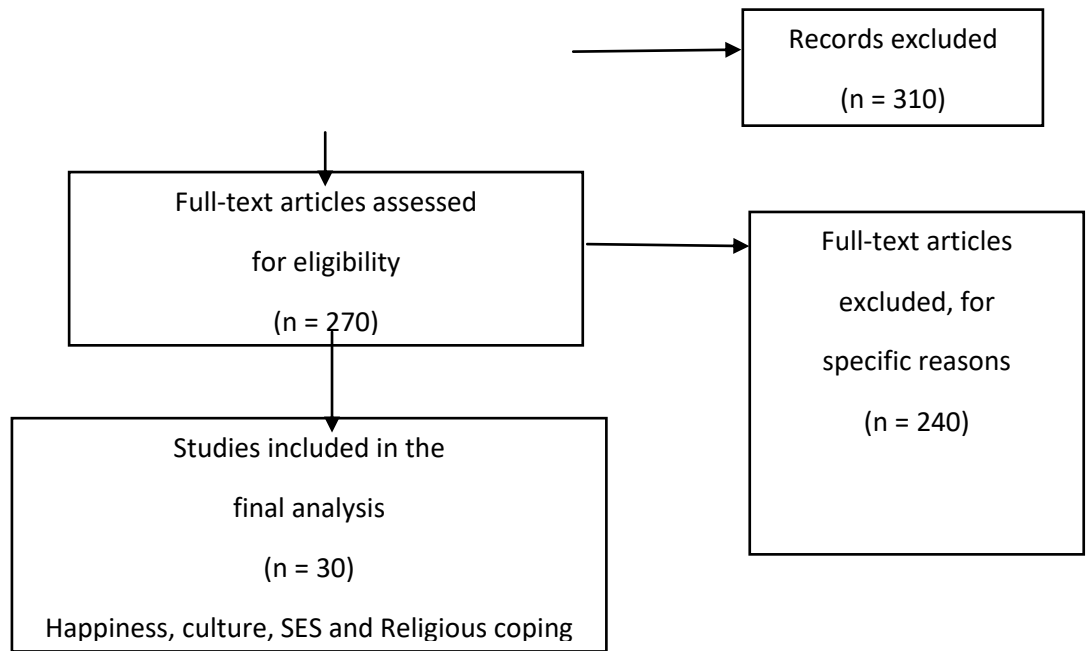 Records excluded
(n = 310)
Full-text articles assessed
for eligibility
(n = 270)
Full-text articles
excluded, for
specific reasons
(n = 240)
Studies included in the
final analysis
(n = 30)
Happiness, culture, SES and Religious coping